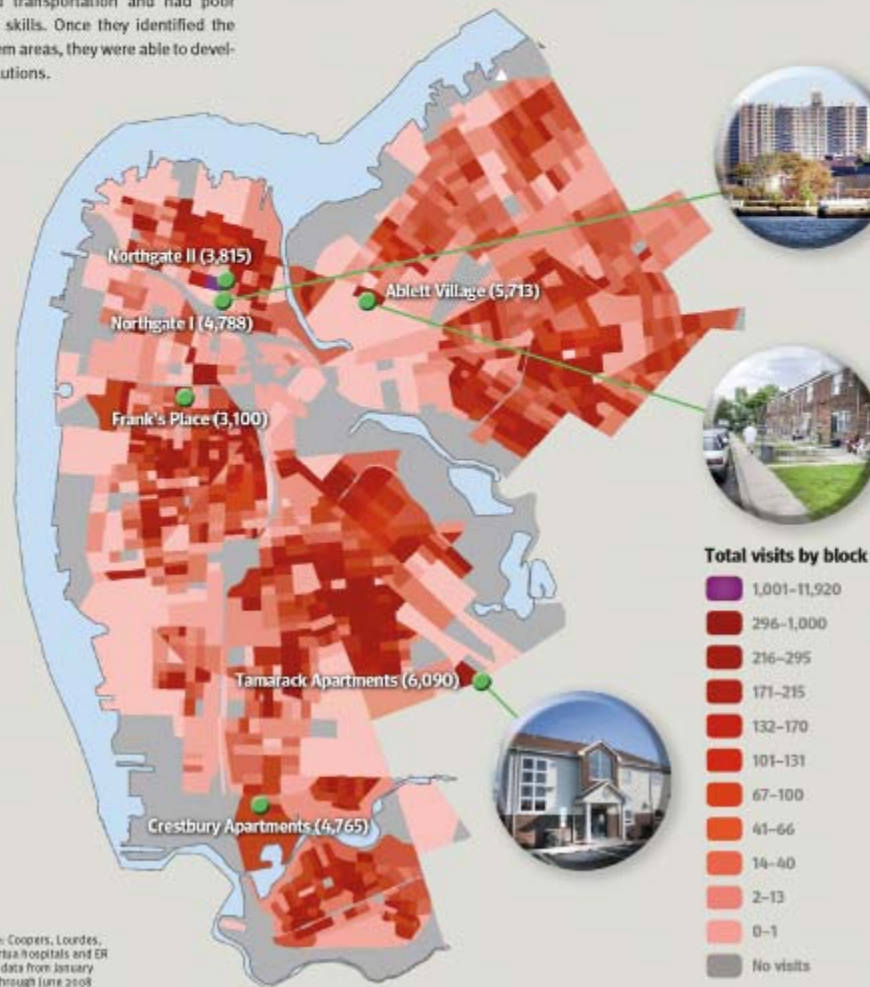 transportation and had poor
skills. Once they identified the
areas, they were able to devel-
Northgate II (3,815)
Northgate I (4,788)
Ablett Village (5,713)
Frank's Place (3,100)
Tamarack Apartments (6,090)
Crestbury Apartments (4,765)
Total visits by block
1,001–11,920
296–1,000
216–295
171–215
132–170
101–131
67–100
41–66
14–40
2–13
0–1
No visits
Coopers, Lourdes,
hospitals and ER
data from January
through June 2008